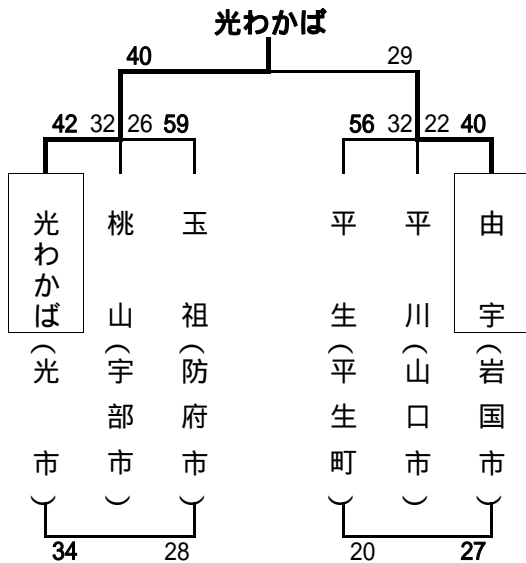 光わかば
40 29
42 32 26 59 56 32 22 40
光わかば(光市)
桃山(宇部市)
玉祖(防府市)
平生(平生町)
平川(山口市)
由宇(岩国市)
34 28 20 27